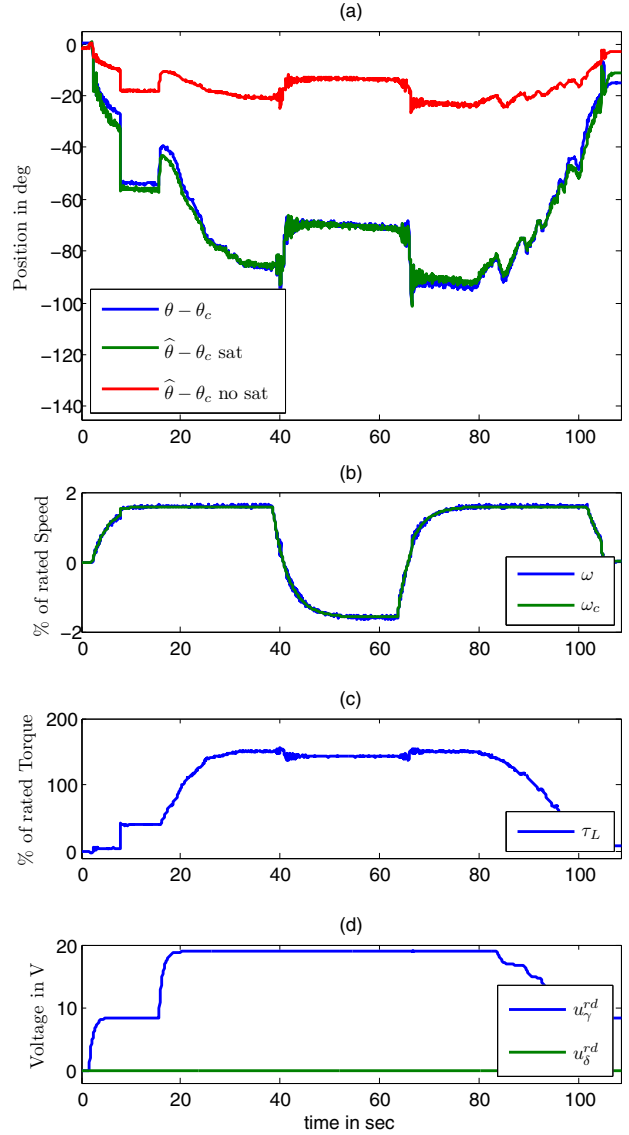 (a)
0
−20
−40
−60
−80
−100
−120
−140
Position in deg
θ − θ_c
θ̂ − θ_c sat
θ̂ − θ_c no sat
0 20 40 60 80 100
(b)
2
0
−2
% of rated Speed
ω
ω_c
0 20 40 60 80 100
(c)
200
100
0
% of rated Torque
τ_L
0 20 40 60 80 100
(d)
20
10
0
Voltage in V
u_γ^{rd}
u_δ^{rd}
0 20 40 60 80 100
time in sec